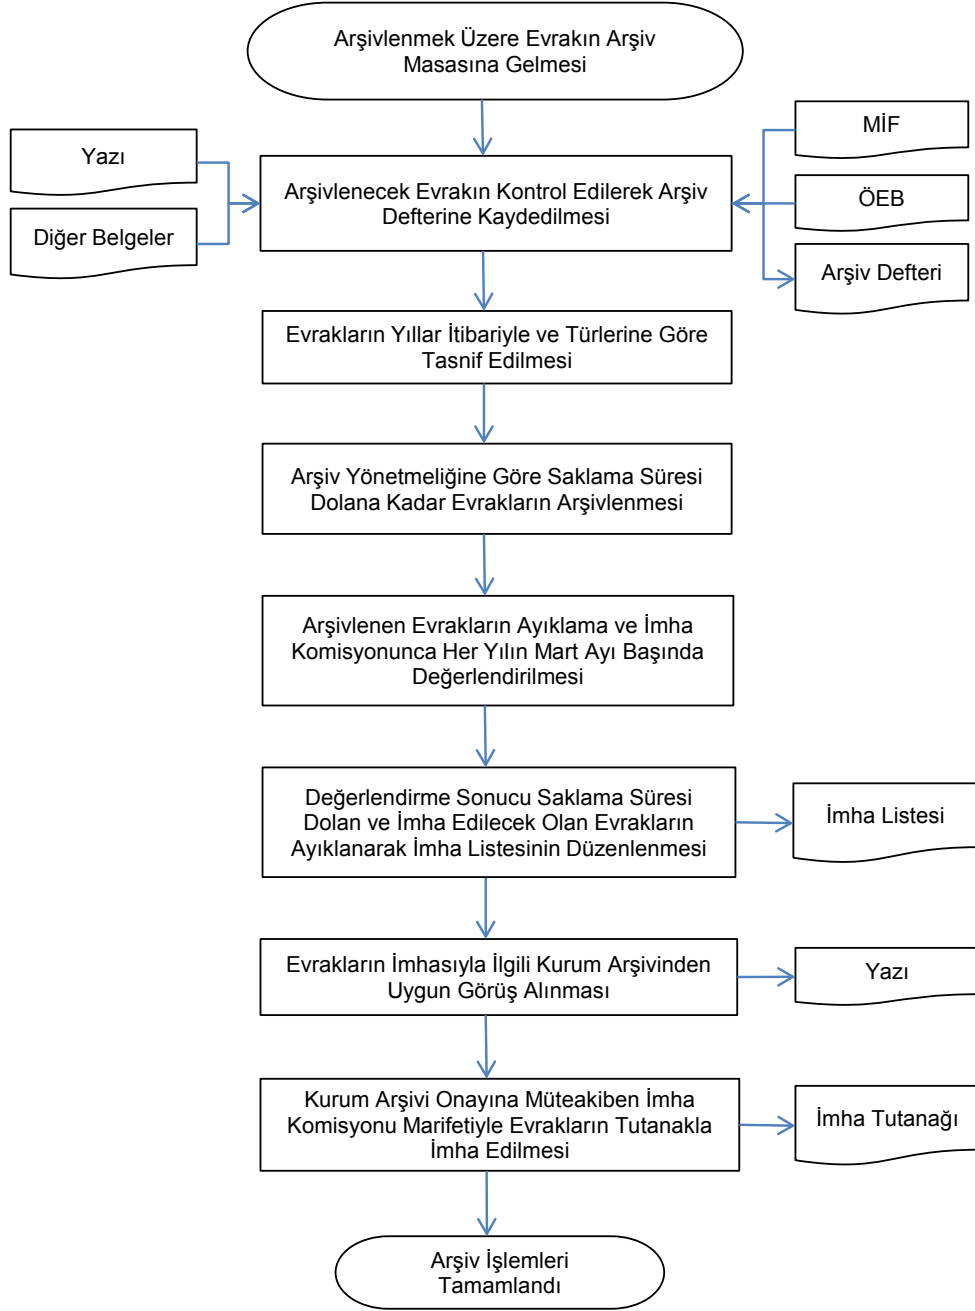 Arşivlenmek Üzere Evrakın Arşiv
Masasına Gelmesi
Yazı
Diğer Belgeler
Arşivlenecek Evrakın Kontrol Edilerek Arşiv
Defterine Kaydedilmesi
MİF
ÖEB
Arşiv Defteri
Evrakların Yıllar İtibariyle ve Türlerine Göre
Tasnif Edilmesi
Arşiv Yönetmeliğine Göre Saklama Süresi
Dolana Kadar Evrakların Arşivlenmesi
Arşivlenen Evrakların Ayıklama ve İmha
Komisyonunca Her Yılın Mart Ayı Başında
Değerlendirilmesi
Değerlendirme Sonucu Saklama Süresi
Dolan ve İmha Edilecek Olan Evrakların
Ayıklanarak İmha Listesinin Düzenlenmesi
İmha Listesi
Evrakların İmhasıyla İlgili Kurum Arşivinden
Uygun Görüş Alınması
Yazı
Kurum Arşivi Onayına Müteakiben İmha
Komisyonu Marifetiyle Evrakların Tutanakla
İmha Edilmesi
İmha Tutanağı
Arşiv İşlemleri
Tamamlandı